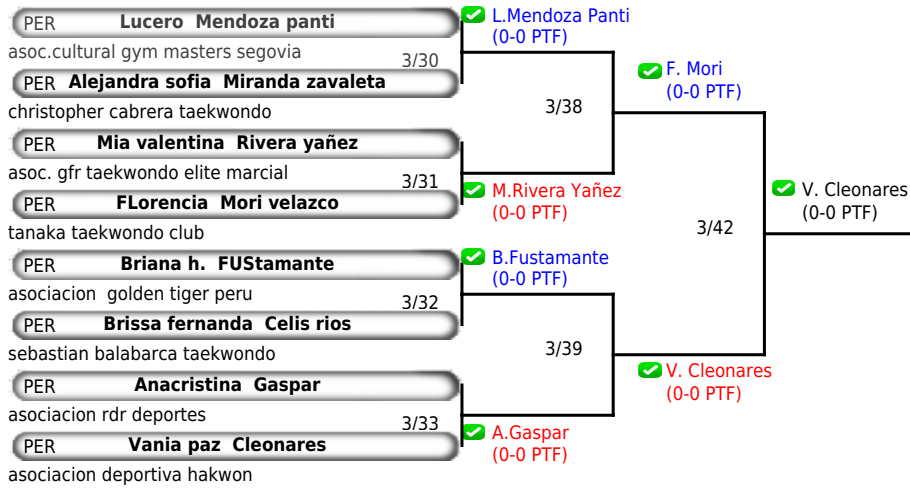 PER Lucero Mendoza panti
asoc.cultural gym masters segovia
3/30
PER Alejandra sofia Miranda zavaleta
christopher cabrera taekwondo
PER Mia valentina Rivera yañez
asoc. gfr taekwondo elite marcial
3/31
PER FLorencia Mori velazco
tanaka taekwondo club
PER Briana h. FUStamante
asociacion golden tiger peru
3/32
PER Brissa fernanda Celis rios
sebastian balabarca taekwondo
PER Anacristina Gaspar
asociacion rdr deportes
3/33
PER Vania paz Cleonares
asociacion deportiva hakwon
L.Mendoza Panti
(0-0 PTF)
3/38
M.Rivera Yañez
(0-0 PTF)
B.Fustamante
(0-0 PTF)
3/39
A.Gaspar
(0-0 PTF)
F. Mori
(0-0 PTF)
3/42
V. Cleonares
(0-0 PTF)
V. Cleonares
(0-0 PTF)